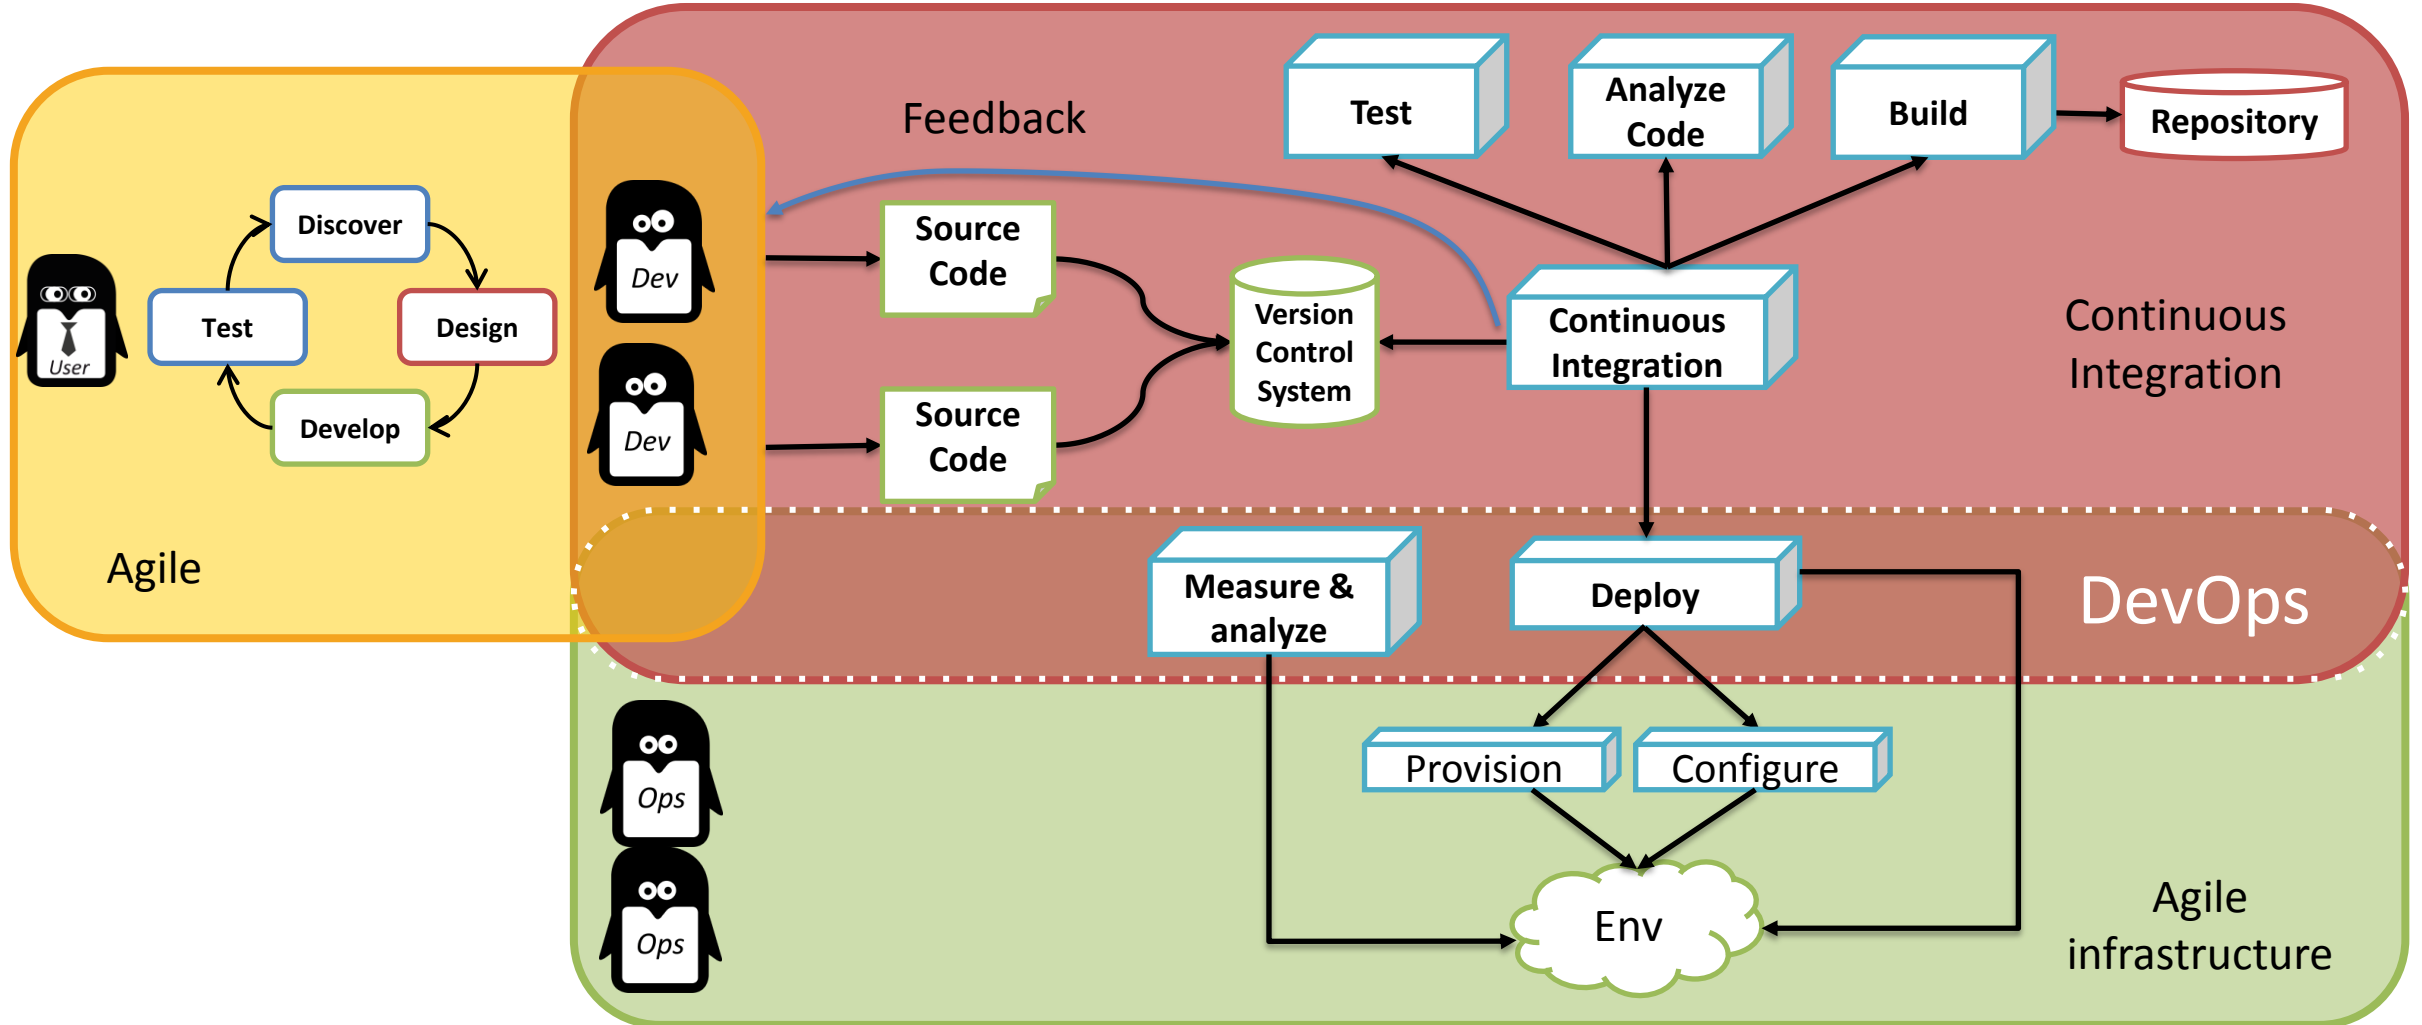 Feedback
Test
Analyze
Code
Build
Repository
Discover
Test
Design
Develop
User
Agile
Dev
Dev
Source
Code
Source
Code
Version
Control
System
Continuous
Integration
Continuous
Integration
Measure &
analyze
Deploy
DevOps
Provision
Configure
Ops
Ops
Env
Agile
infrastructure